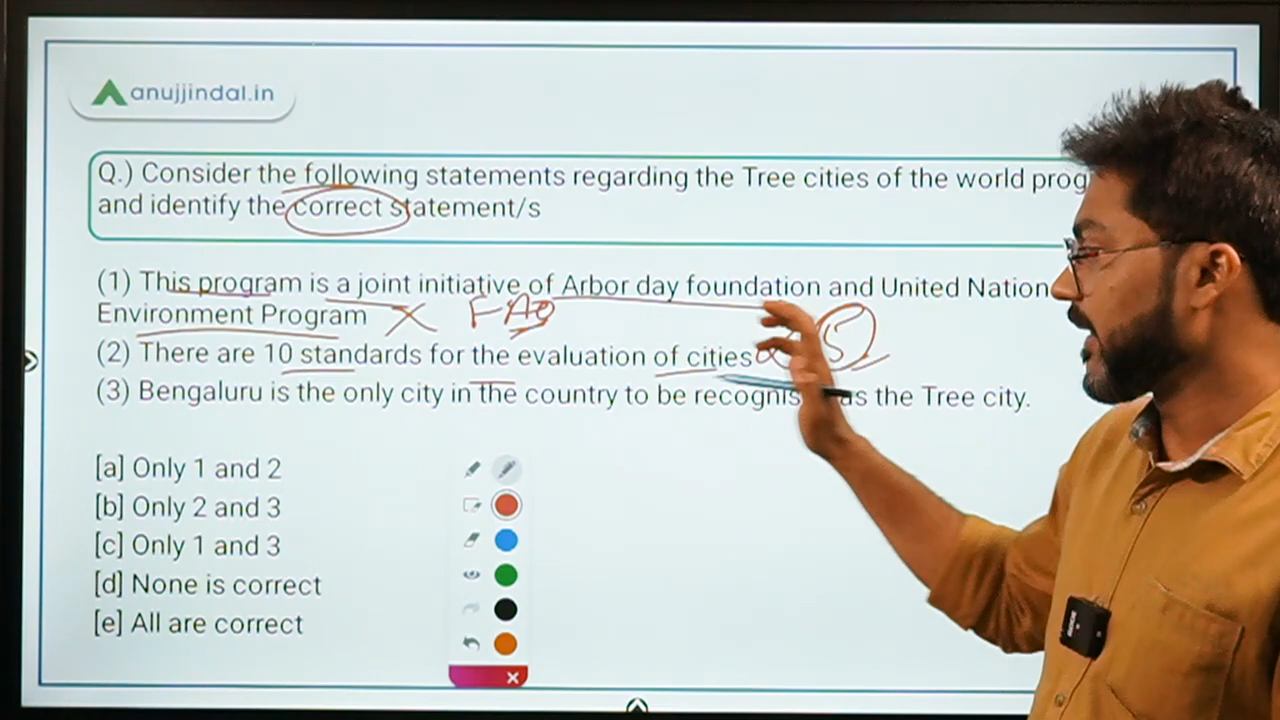 anujjindal.in
Q.) Consider the following statements regarding the Tree cities of the world prog
and identify the correct statement/s
(1) This program is a joint initiative of Arbor day foundation and United Nation
Environment Program X FAO
(2) There are 10 standards for the evaluation of cities 5
(3) Bengaluru is the only city in the country to be recognis as the Tree city.
[a] Only 1 and 2
[b] Only 2 and 3
[c] Only 1 and 3
[d] None is correct
[e] All are correct